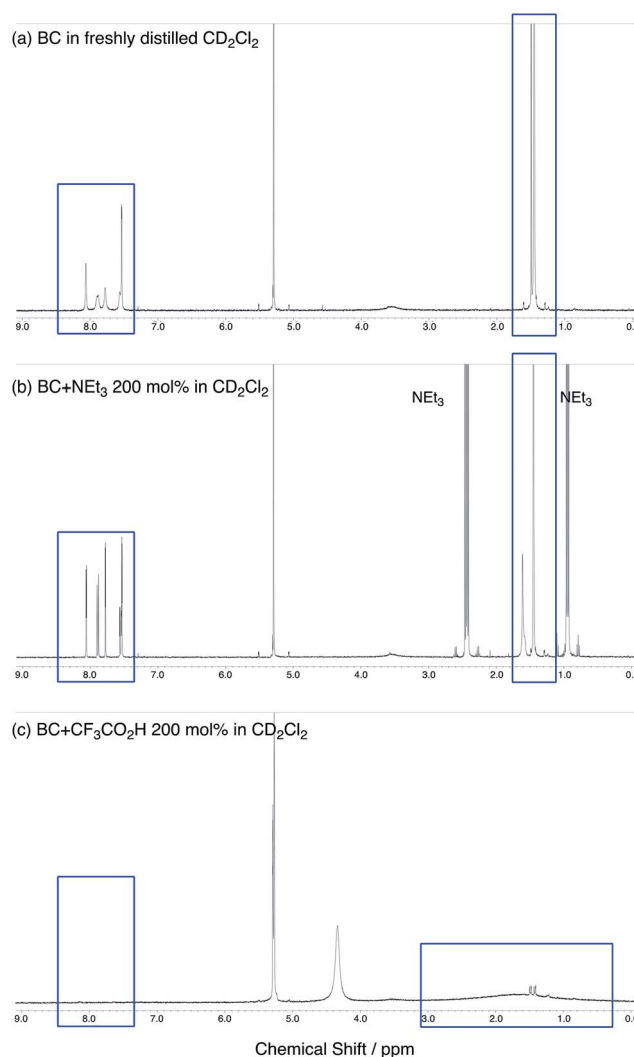 (a) BC in freshly distilled CD₂Cl₂
9.0 8.0 7.0 6.0 5.0 4.0 3.0 2.0 1.0 0.
(b) BC+NEt₃ 200 mol% in CD₂Cl₂
NEt₃ NEt₃
9.0 8.0 7.0 6.0 5.0 4.0 3.0 2.0 1.0 0.
(c) BC+CF₃CO₂H 200 mol% in CD₂Cl₂
9.0 8.0 7.0 6.0 5.0 4.0 3.0 2.0 1.0 0.0
Chemical Shift / ppm